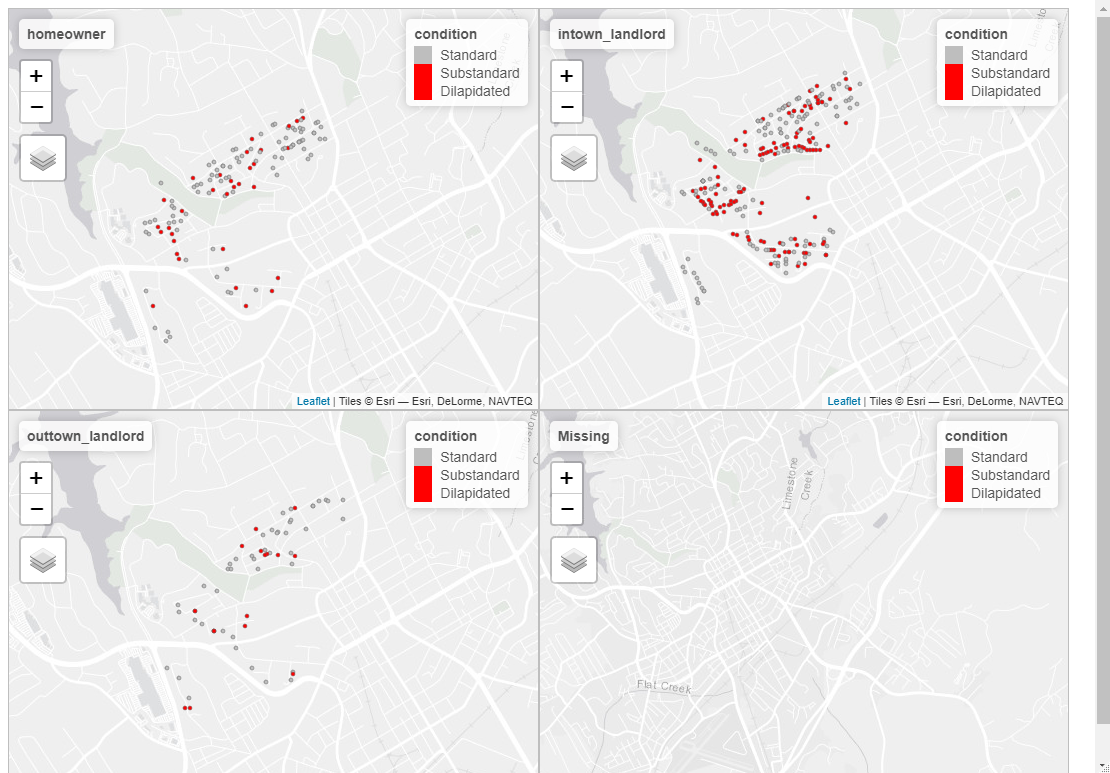 homeowner
+
−
condition
Standard
Substandard
Dilapidated
Leaflet | Tiles © Esri — Esri, DeLorme, NAVTEQ
intown_landlord
+
−
condition
Standard
Substandard
Dilapidated
Leaflet | Tiles © Esri — Esri, DeLorme, NAVTEQ
outtown_landlord
+
−
condition
Standard
Substandard
Dilapidated
Missing
+
−
condition
Standard
Substandard
Dilapidated
Limestone
Creek
Flat Creek